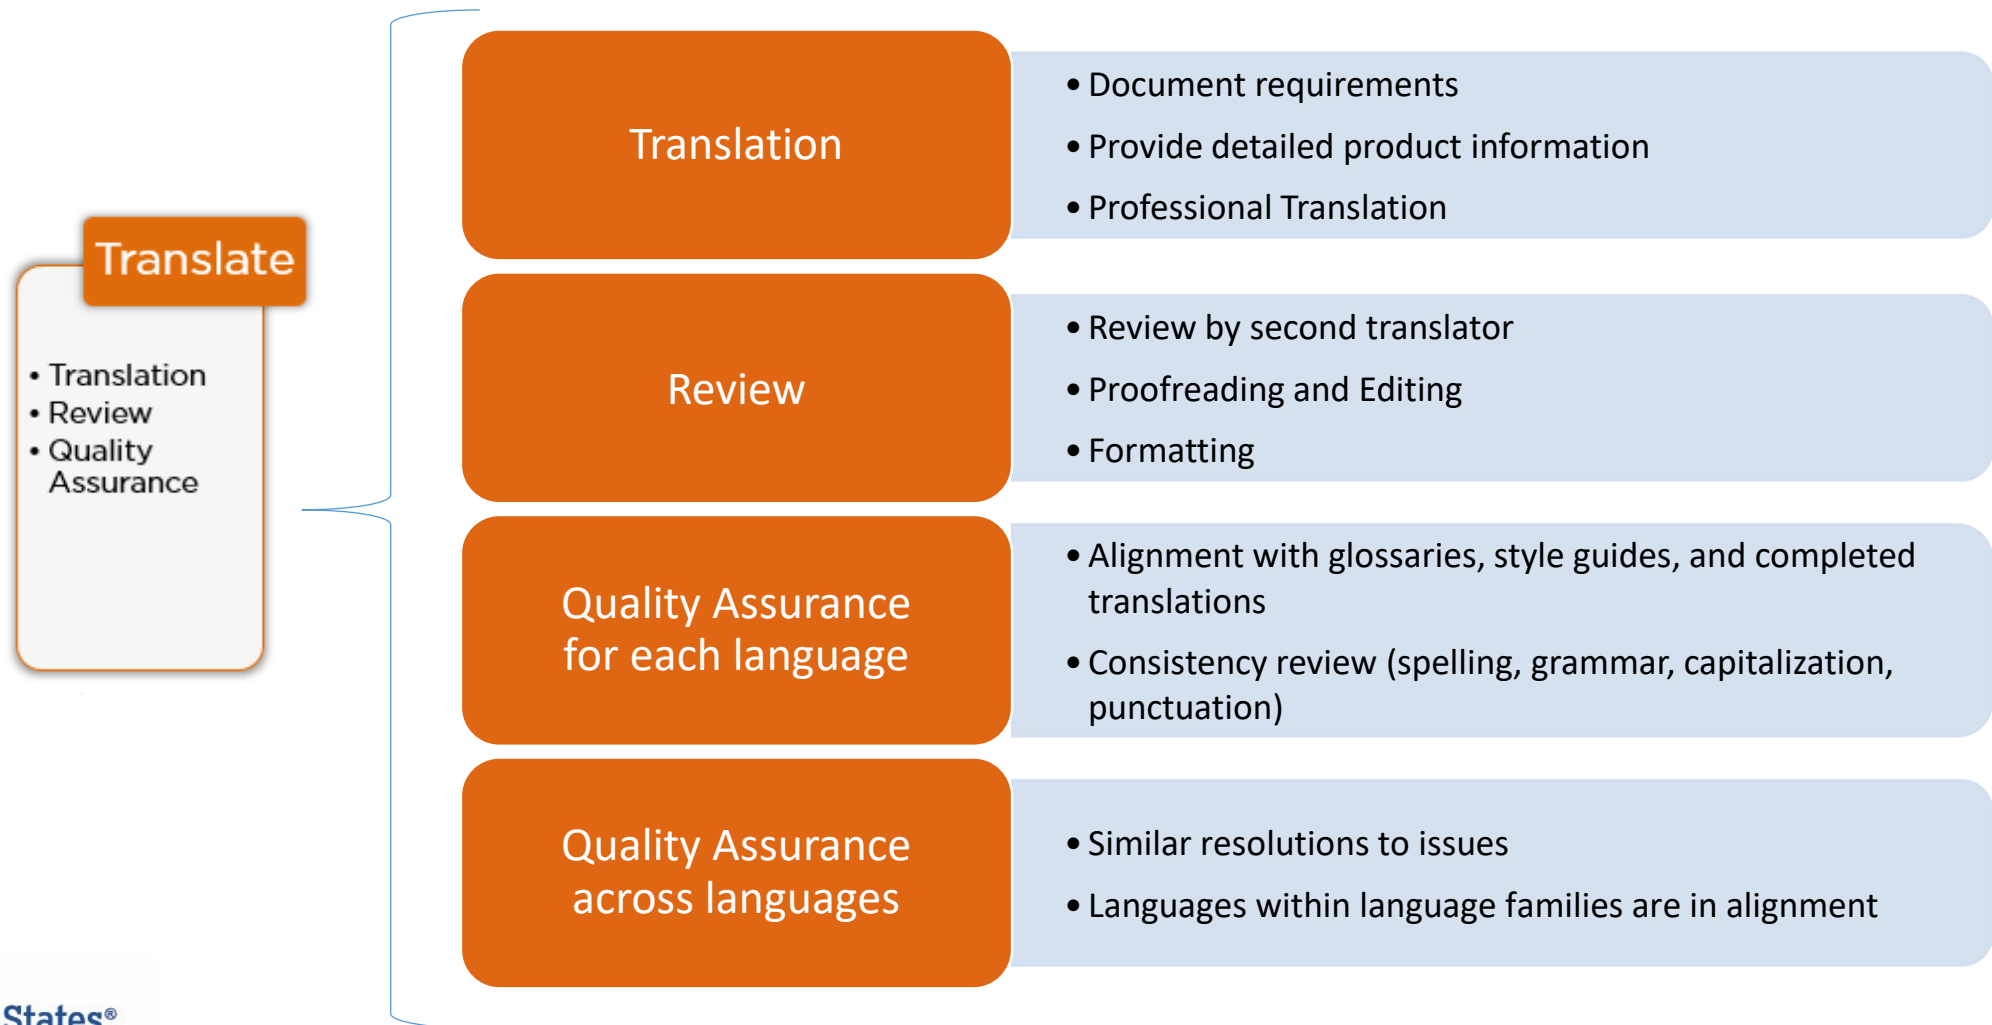 Translate
• Translation
• Review
• Quality
Assurance
Translation
• Document requirements
• Provide detailed product information
• Professional Translation
Review
• Review by second translator
• Proofreading and Editing
• Formatting
Quality Assurance
for each language
• Alignment with glossaries, style guides, and completed
translations
• Consistency review (spelling, grammar, capitalization,
punctuation)
Quality Assurance
across languages
• Similar resolutions to issues
• Languages within language families are in alignment
States®